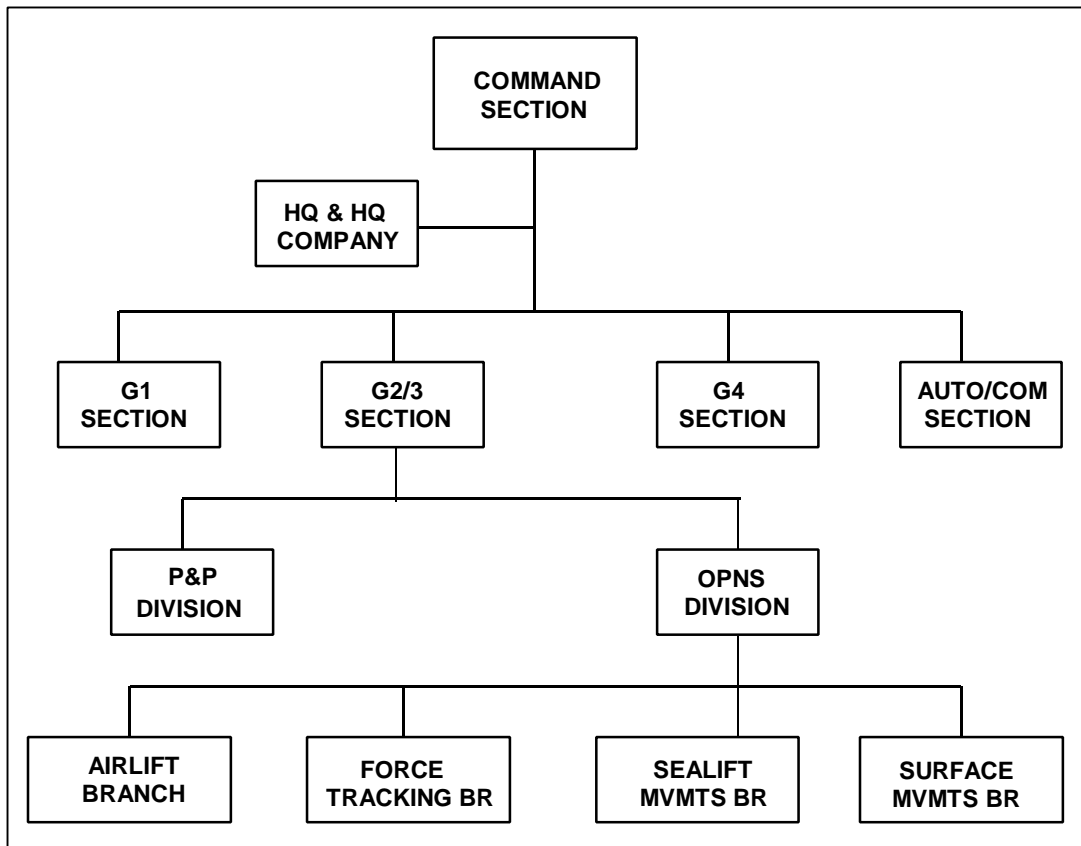 COMMAND
SECTION
HQ & HQ
COMPANY
G1
SECTION
G2/3
SECTION
G4
SECTION
AUTO/COM
SECTION
P&P
DIVISION
OPNS
DIVISION
AIRLIFT
BRANCH
FORCE
TRACKING BR
SEALIFT
MVMTS BR
SURFACE
MVMTS BR